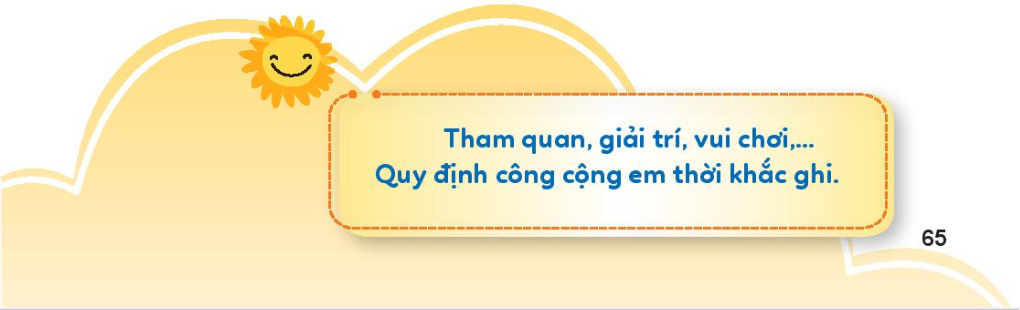 Tham quan, giải trí, vui chơi,...
Quy định công cộng em thời khắc ghi.
65